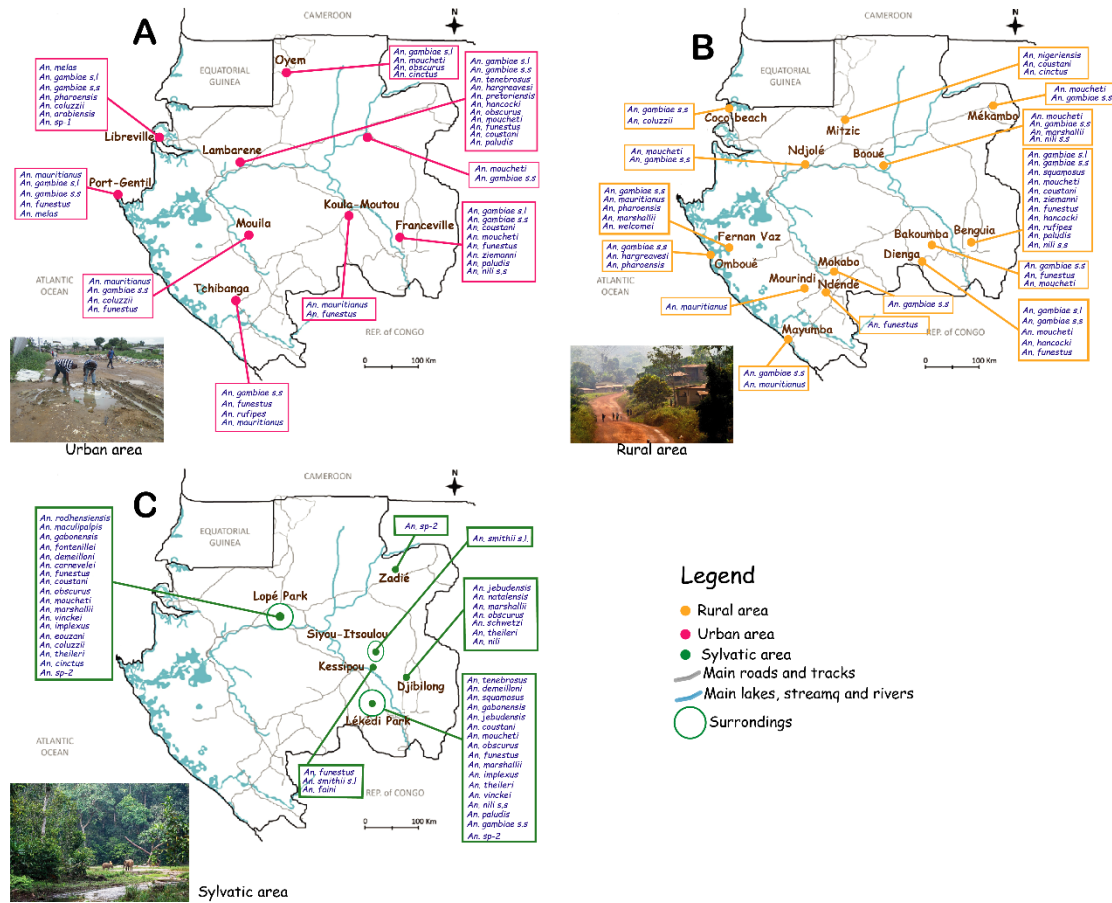 A
CAMEROON
N
EQUATORIAL
GUINEA
Oyem
An. gambiae s.l
An. moucheti
An. obscurus
An. cinctus
An. melas
An. gambiae s,l
An. gambiae s,s
An. pharoensis
An. coluzzii
An. arabiensis
An. sp-1
Libreville
An. gambiae s.l
An. gambiae s.s
An. tenebrosus
An. hargreavesi
An. pretoriensis
An. hancocki
An. obscurus
An. moucheti
An. funestus
An. coustani
An. paludis
Lambarene
An. moucheti
An. gambiae s.s
An. mauritianus
An. gambiae s.l
An. gambiae s.s
An. funestus
An. melas
Port-Gentil
Mouila
Koula-Moutou
Franceville
An. gambiae s.l
An. gambiae s.s
An. coustani
An. moucheti
An. funestus
An. ziemanni
An. paludis
An. nili s,s
ATLANTIC
OCEAN
An. mauritianus
An. gambiae s.s
An. coluzzii
An. funestus
Tchibanga
An. mauritianus
An. funestus
REP. of CONGO
0 100 Km
An. gambiae s.s
An. funestus
An. rufipes
An. mauritianus
Urban area
B
CAMEROON
N
EQUATORIAL
GUINEA
An. nigeriensis
An. coustani
An. cinctus
An. moucheti
An. gambiae s.s
Mékambo
An. gambiae s.s
An. coluzzii
Coco beach
Mitzic
An. moucheti
An. gambiae s.s
An. marshallii
An. nili s.s
An. moucheti
An. gambiae s,s
Ndjolé
Booué
An. gambiae s.l
An. gambiae s.s
An. squamosus
An. moucheti
An. coustani
An. ziemanni
An. funestus
An. hancocki
An. rufipes
An. paludis
An. nili s.s
An. gambiae s,s
An. mauritianus
An. pharoensis
An. marshallii
An. welcomei
Fernan Vaz
Bakoumba
Benguia
An. gambiae s.s
An. hargreavesi
An. pharoensis
Omboué
Dienga
An. gambiae s.s
An. funestus
An. moucheti
ATLANTIC
OCEAN
Mokabo
Mourindi
Ndéndé
An. mauritianus
An. gambiae s.s
An. funestus
REP. of CONGO
An. gambiae s,l
An. gambiae s,s
An. moucheti
An. hancocki
An. funestus
Mayumba
An. gambiae s.s
An. mauritianus
0 100 Km
Rural area
C
CAMEROON
N
EQUATORIAL
GUINEA
An. rodhensiensis
An. maculipalpis
An. gabonensis
An. fontenillei
An. demeilloni
An. carnevelei
An. funestus
An. coustani
An. obscurus
An. moucheti
An. marshallii
An. vinckei
An. implexus
An. eouzani
An. coluzzii
An. theileri
An. cinctus
An. sp-2
An. sp-2
An. smithii s.l.
Zadié
Lopé Park
An. jebudensis
An. natalensis
An. marshallii
An. obscurus
An. schwetzi
An. theileri
An. nili
Siyou-Itsoulou
Kessipou
Djibilong
Lékédi Park
An. tenebrosus
An. demeilloni
An. squamosus
An. gabonensis
An. jebudensis
An. coustani
An. moucheti
An. obscurus
An. funestus
An. marshallii
An. implexus
An. theileri
An. vinckei
An. nili s,s
An. paludis
An. gambiae s.s
An. sp-2
ATLANTIC
OCEAN
An, funestus
An. smithii s.l
An. faini
REP. of CONGO
0 100 Km
Sylvatic area
Legend
Rural area
Urban area
Sylvatic area
Main roads and tracks
Main lakes, streamq and rivers
Surrondings